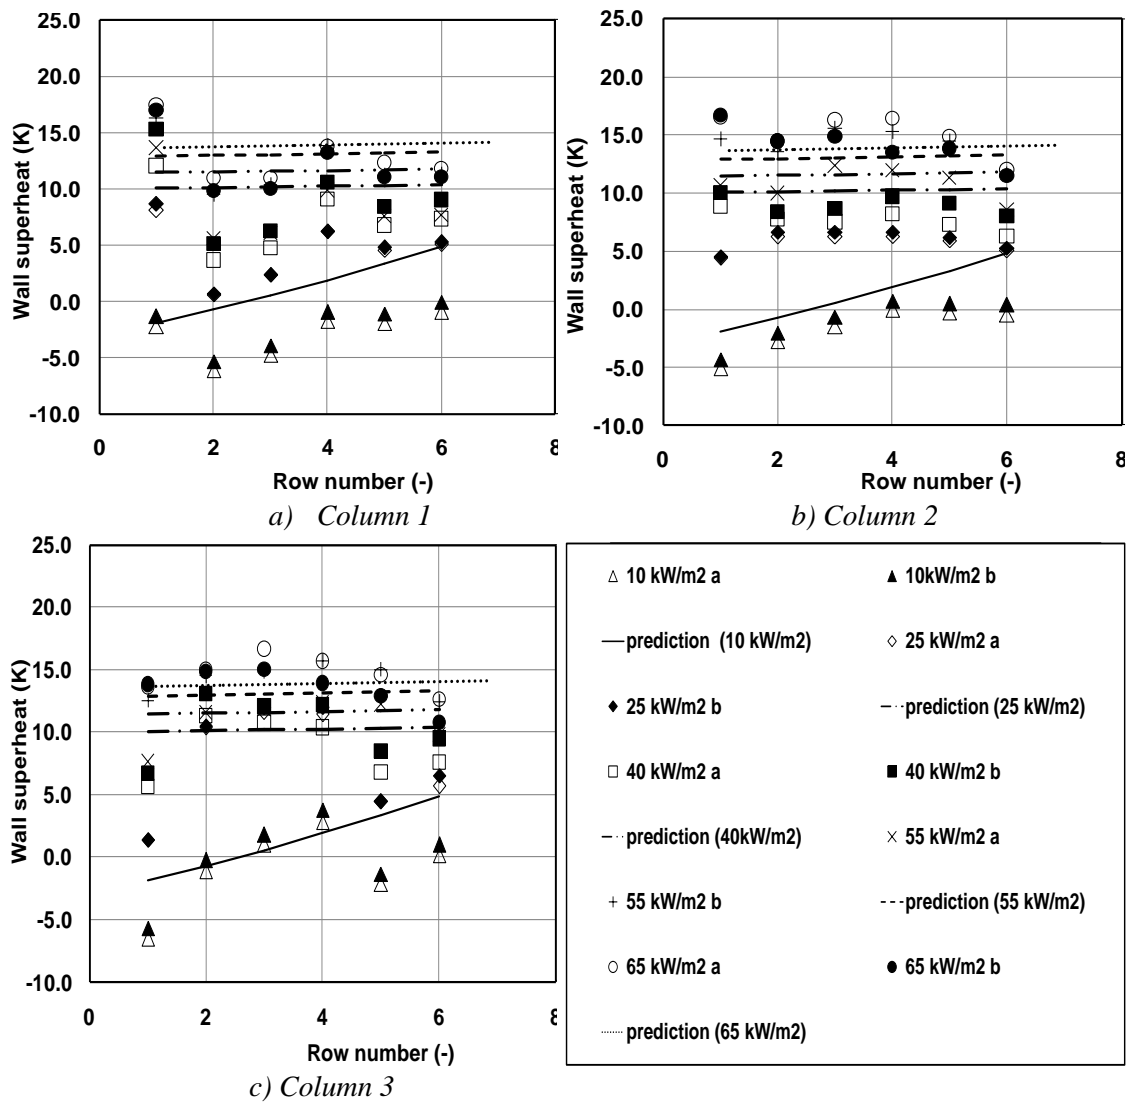 25.0
20.0
15.0
10.0
5.0
0.0
-5.0
-10.0
Wall superheat (K)
0 2 4 6 8
Row number (-)
a) Column 1
25.0
20.0
15.0
10.0
5.0
0.0
-5.0
-10.0
Wall superheat (K)
0 2 4 6 8
Row number (-)
b) Column 2
25.0
20.0
15.0
10.0
5.0
0.0
-5.0
-10.0
Wall superheat (K)
0 2 4 6 8
Row number (-)
c) Column 3
10 kW/m2 a 10kW/m2 b
prediction (10 kW/m2) 25 kW/m2 a
25 kW/m2 b prediction (25 kW/m2)
40 kW/m2 a 40 kW/m2 b
prediction (40kW/m2) 55 kW/m2 a
55 kW/m2 b prediction (55 kW/m2)
65 kW/m2 a 65 kW/m2 b
prediction (65 kW/m2)